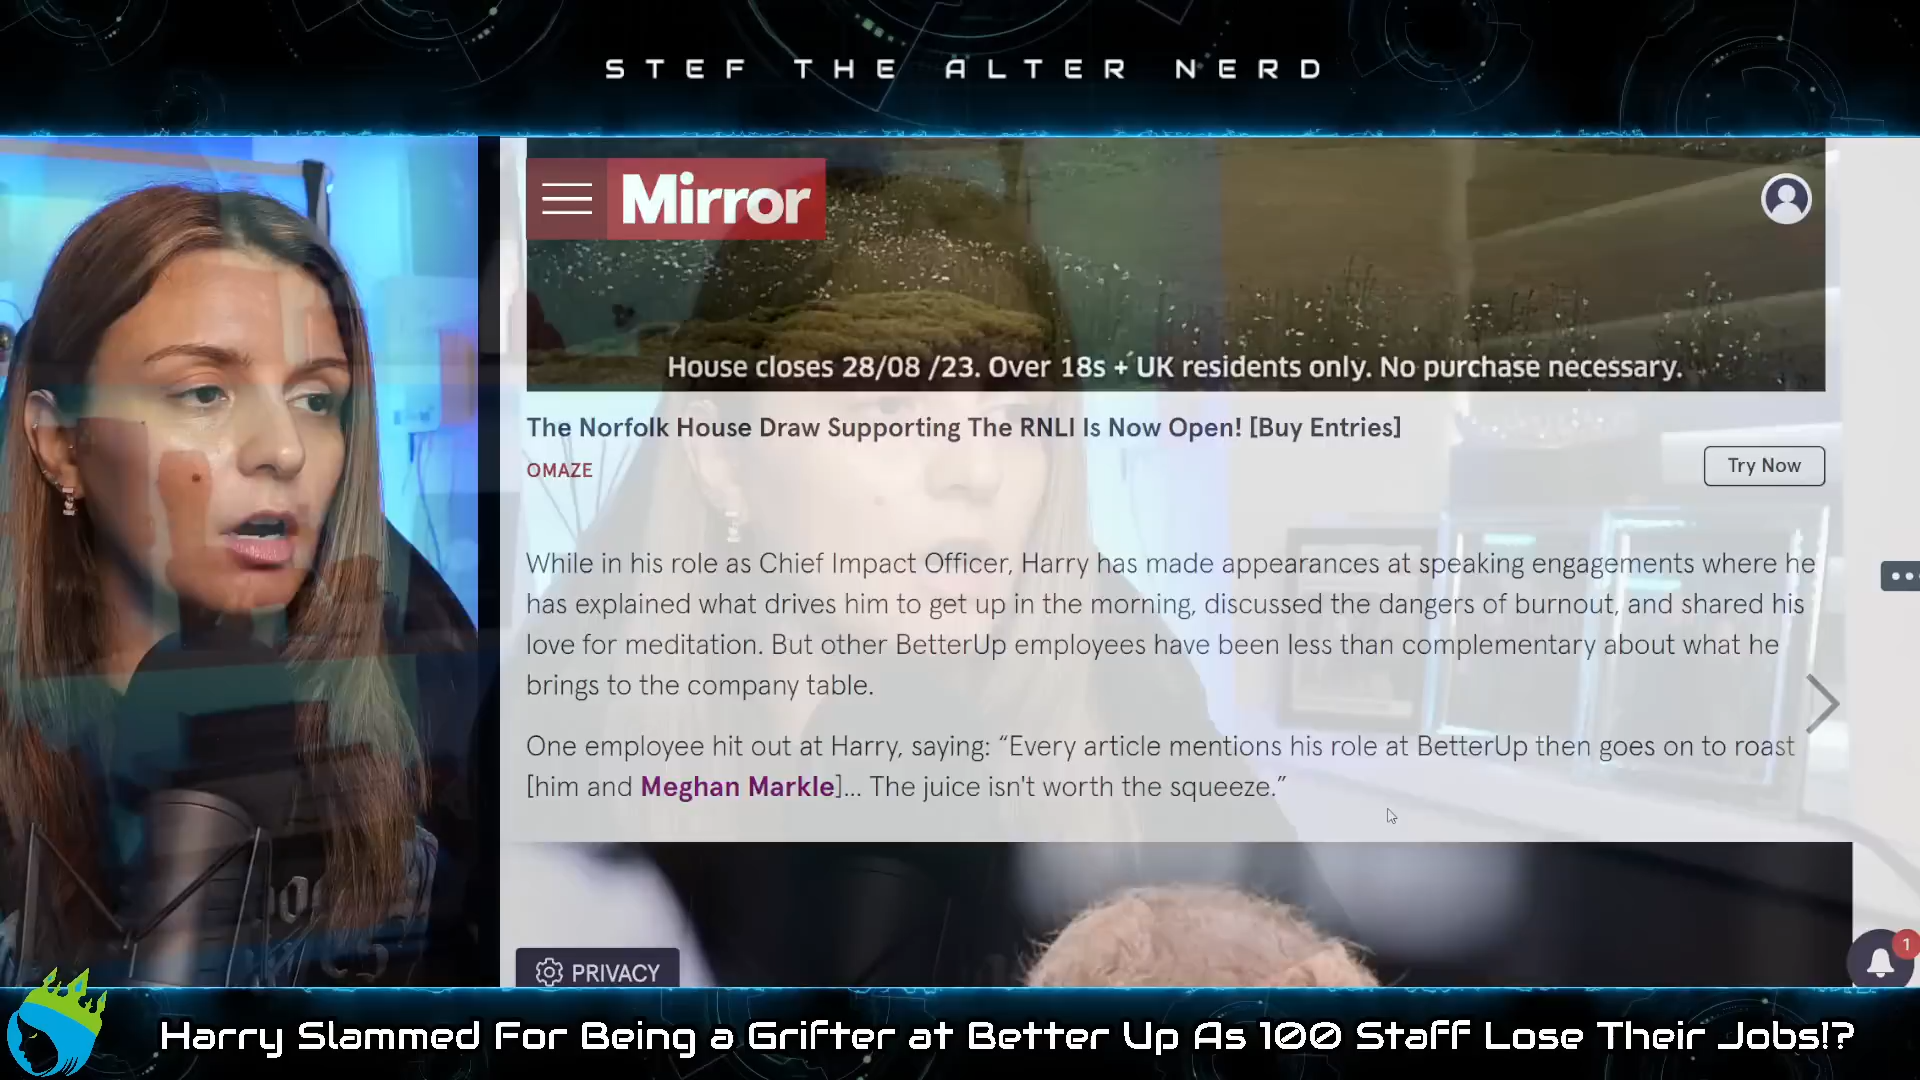 STEF THE ALTER NERD
Mirror
House closes 28/08 /23. Over 18s + UK residents only. No purchase necessary.
The Norfolk House Draw Supporting The RNLI Is Now Open! [Buy Entries]
OMAZE
Try Now
While in his role as Chief Impact Officer, Harry has made appearances at speaking engagements where he
has explained what drives him to get up in the morning, discussed the dangers of burnout, and shared his
love for meditation. But other BetterUp employees have been less than complementary about what he
brings to the company table.
One employee hit out at Harry, saying: “Every article mentions his role at BetterUp then goes on to roast
[him and Meghan Markle]... The juice isn't worth the squeeze.”
PRIVACY
1
Harry Slammed For Being a Grifter at Better Up As 100 Staff Lose Their Jobs!?